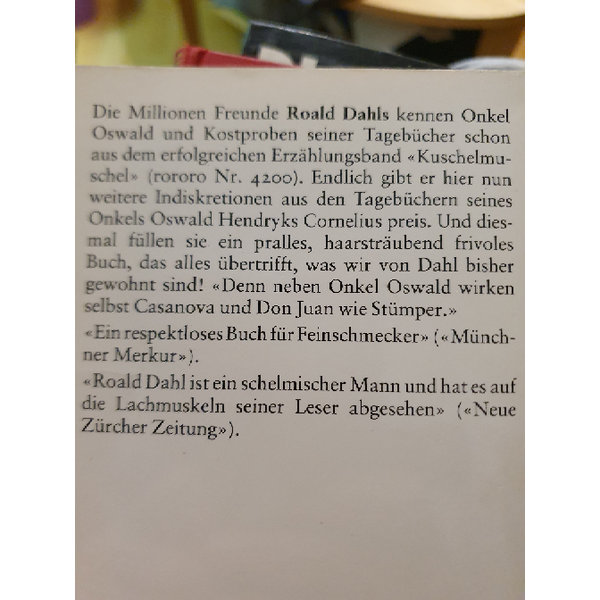 Die Millionen Freunde Roald Dahls kennen Onkel
Oswald und Kostproben seiner Tagebücher schon
aus dem erfolgreichen Erzählungsband «Kuschelmu-
schel» (rororo Nr. 4200). Endlich gibt er hier nun
weitere Indiskretionen aus den Tagebüchern seines
Onkels Oswald Hendryks Cornelius preis. Und dies-
mal füllen sie ein pralles, haarsträubend frivoles
Buch, das alles übertrifft, was wir von Dahl bisher
gewohnt sind! «Denn neben Onkel Oswald wirken
selbst Casanova und Don Juan wie Stümper.»
«Ein respektloses Buch für Feinschmecker» («Münch-
ner Merkur»).
«Roald Dahl ist ein schelmischer Mann und hat es auf
die Lachmuskeln seiner Leser abgesehen» («Neue
Zürcher Zeitung»).